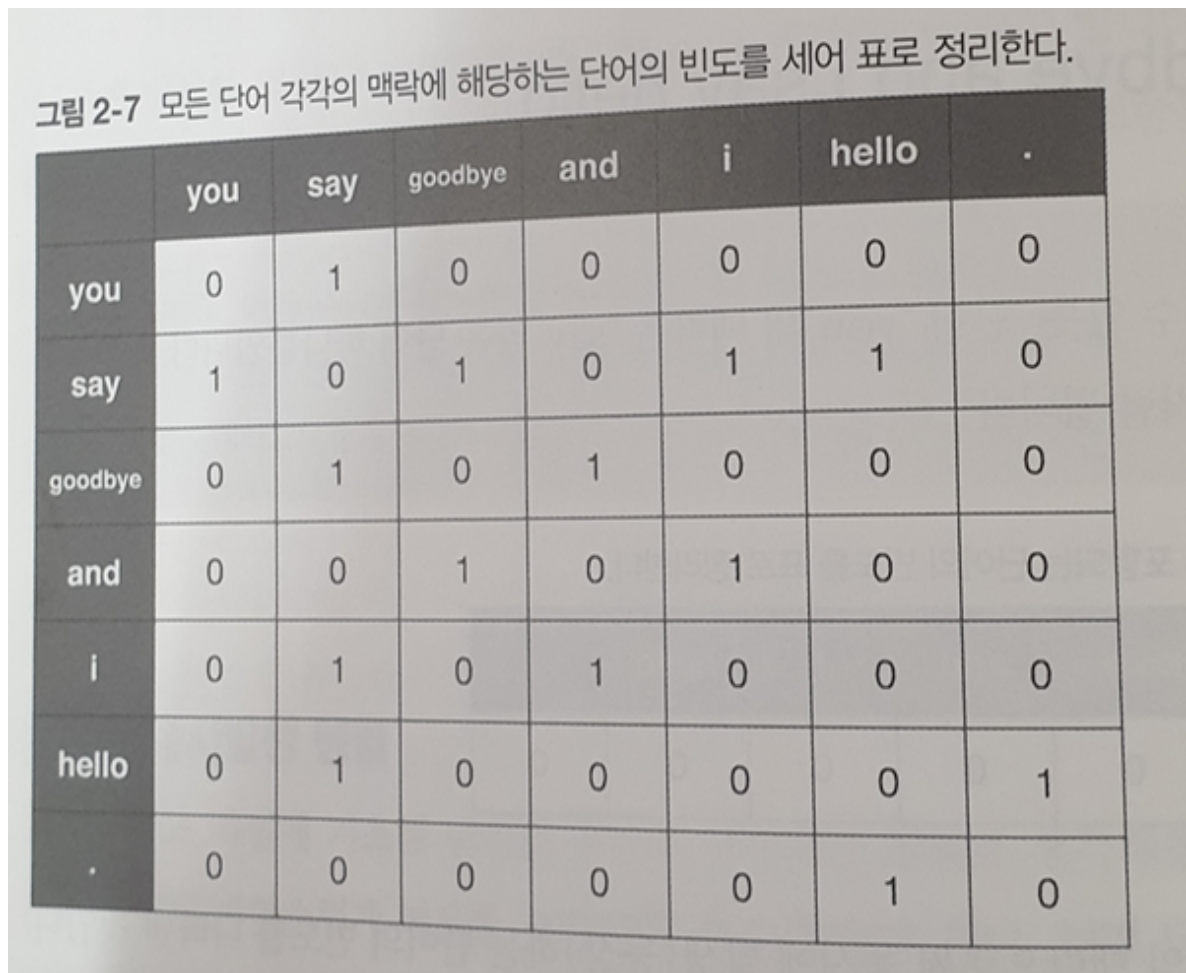 그림 2-7 모든 단어 각각의 맥락에 해당하는 단어의 빈도를 세어 표로 정리한다.
you say goodbye and i hello .
you 0 1 0 0 0 0 0
say 1 0 1 0 1 1 0
goodbye 0 1 0 1 0 0 0
and 0 0 1 0 1 0 0
i 0 1 0 1 0 0 0
hello 0 1 0 0 0 0 1
. 0 0 0 0 0 1 0